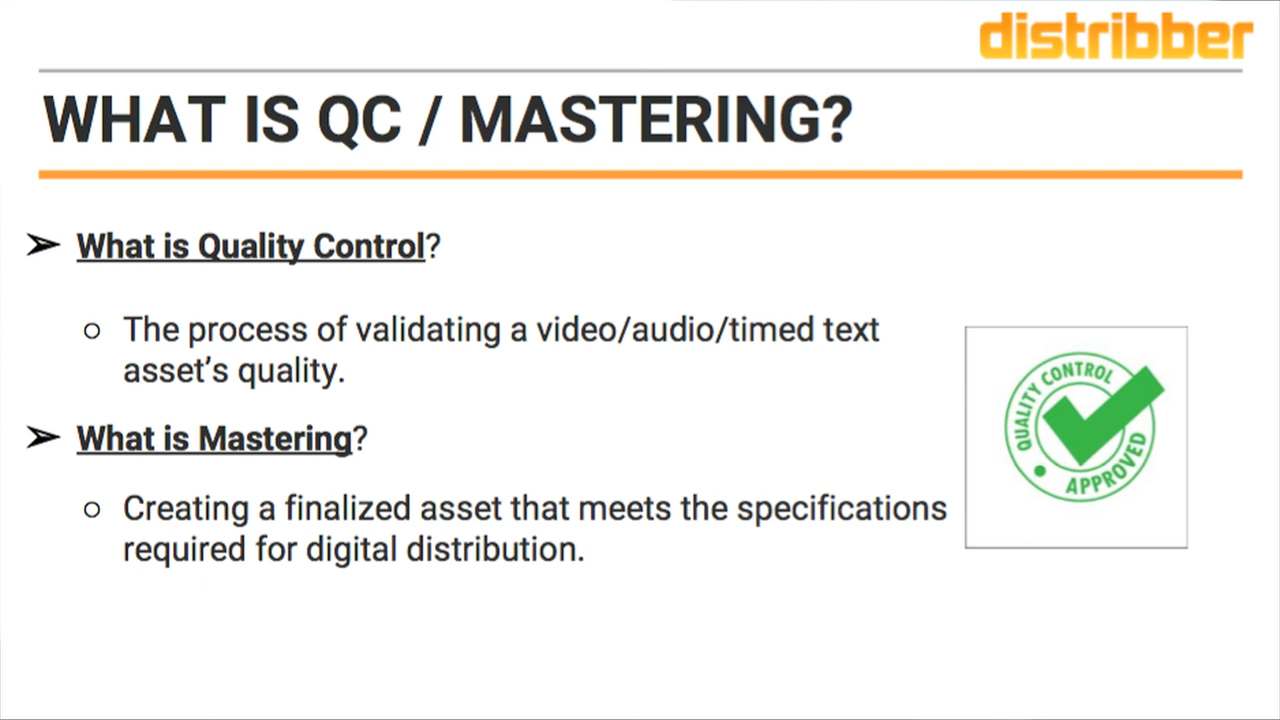 distribber
WHAT IS QC / MASTERING?
➢ What is Quality Control?
○ The process of validating a video/audio/timed text
asset’s quality.
➢ What is Mastering?
○ Creating a finalized asset that meets the specifications
required for digital distribution.
QUALITY CONTROL
APPROVED